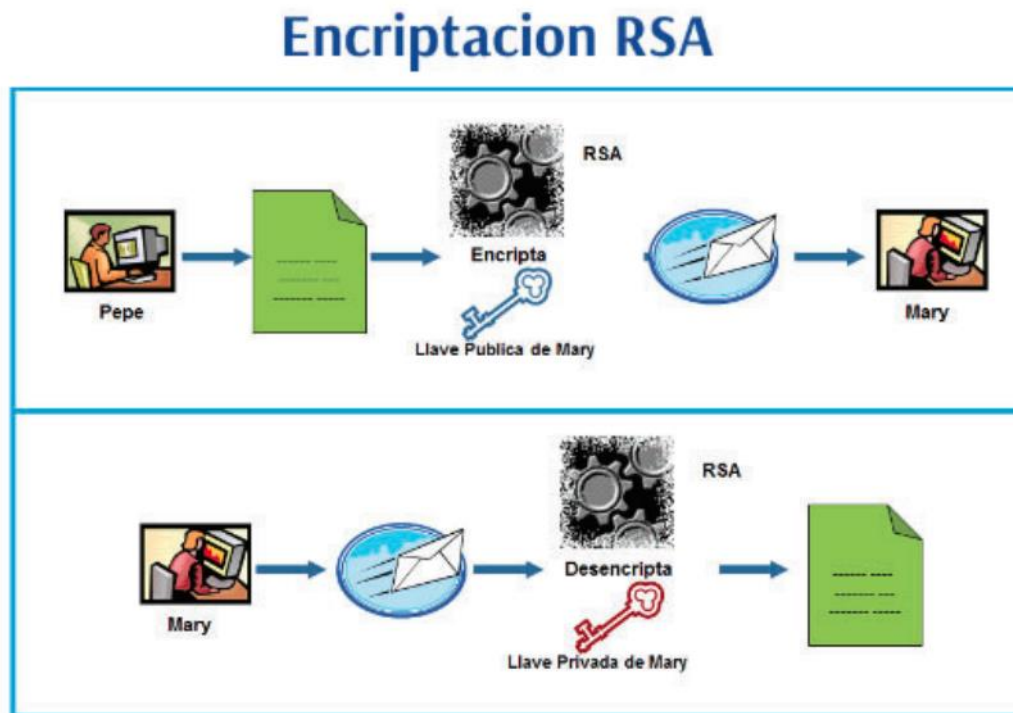 Encriptacion RSA
RSA
Encripta
Pepe
Llave Publica de Mary
Mary
RSA
Desencripta
Mary
Llave Privada de Mary